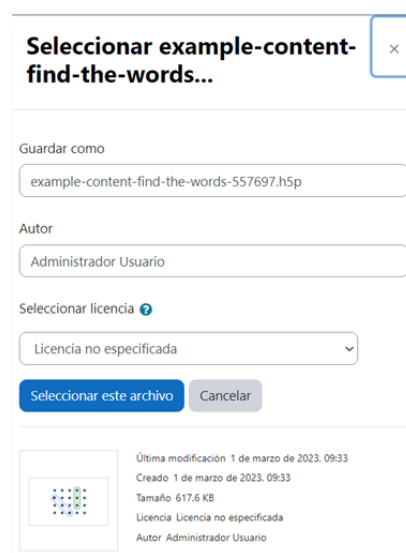 Seleccionar example-content-
find-the-words...
×
Guardar como
example-content-find-the-words-557697.h5p
Autor
Administrador Usuario
Seleccionar licencia ?
Licencia no especificada
Seleccionar este archivo Cancelar
Última modificación 1 de marzo de 2023, 09:33
Creado 1 de marzo de 2023, 09:33
Tamaño 617.6 KB
Licencia Licencia no especificada
Autor Administrador Usuario